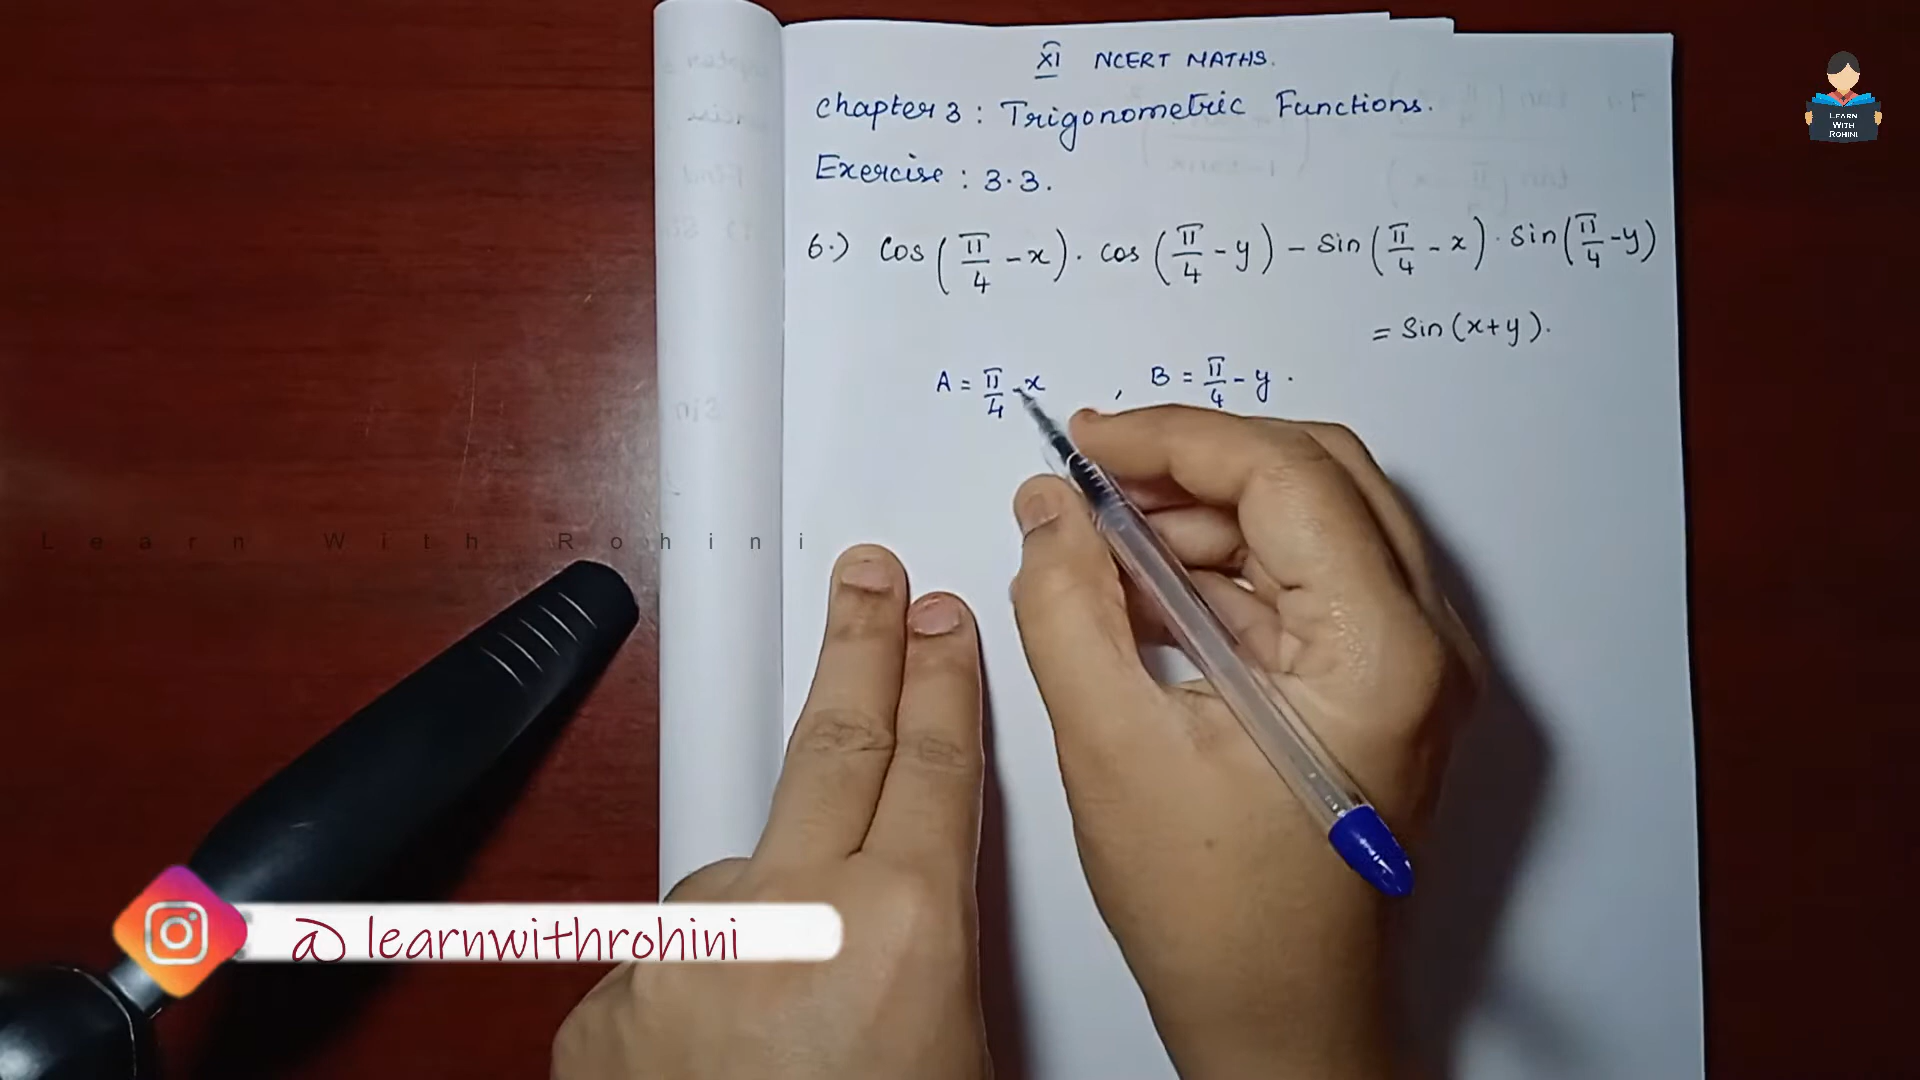 XI NCERT MATHS.
Chapter 3 : Trigonometric Functions.
Exercise : 3.3.
6.) Cos(π/4 - x) . cos(π/4 - y) - Sin(π/4 - x) . Sin(π/4 - y)
= Sin(x+y).
A = π/4 - x , B = π/4 - y .
Learn With Rohini
@learnwithrohini
LEARN
WITH
ROHINI